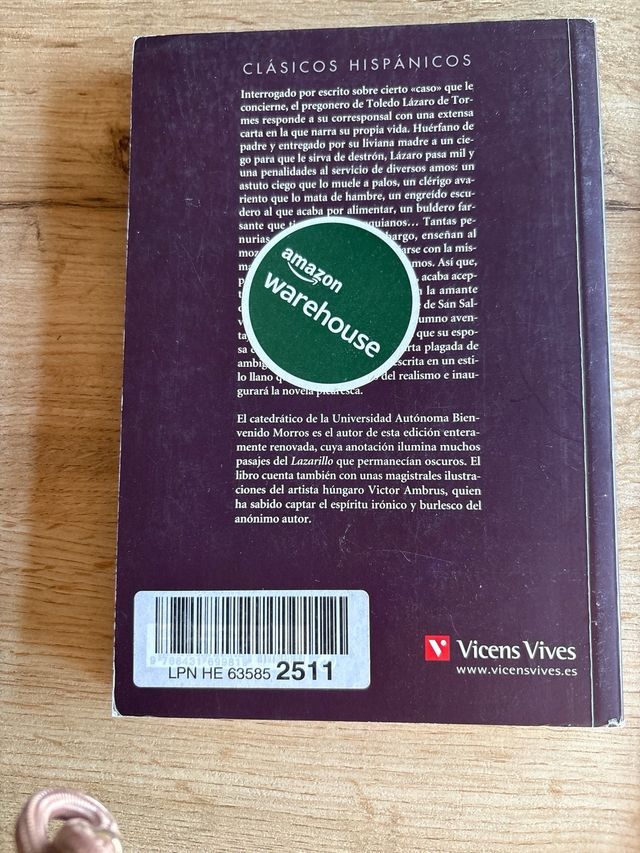 CLÁSICOS HISPÁNICOS
Interrogado por escrito sobre cierto «caso» que le
concierne, el pregonero de Toledo Lázaro de Tor-
mes responde a su corresponsal con una extensa
carta en la que narra su propia vida. Huérfano de
padre y entregado por su liviana madre a un cie-
go para que le sirva de destrón, Lázaro pasa mil y
una penalidades al servicio de diversos amos: un
astuto ciego que lo muele a palos, un clérigo ava-
riento que lo mata de hambre, un engreído escu-
dero al que acaba por alimentar, un buldero far-
sante que
Tantas pe-
nurias
enseñan al
con la mis-
Así que,
acaba acep-
la amante
de San Sal-
que su espo-
plagada de
escrita en un esti-
lo llano
del realismo e inau-
gurará la novela picaresca.
amazon
warehouse
El catedrático de la Universidad Autónoma Bien-
venido Morros es el autor de esta edición entera-
mente renovada, cuya anotación ilumina muchos
pasajes del Lazarillo que permanecían oscuros. El
libro cuenta también con unas magistrales ilustra-
ciones del artista húngaro Victor Ambrus, quien
ha sabido captar el espíritu irónico y burlesco del
anónimo autor.
LPN HE 63585 2511
V Vicens Vives
www.vicensvives.es